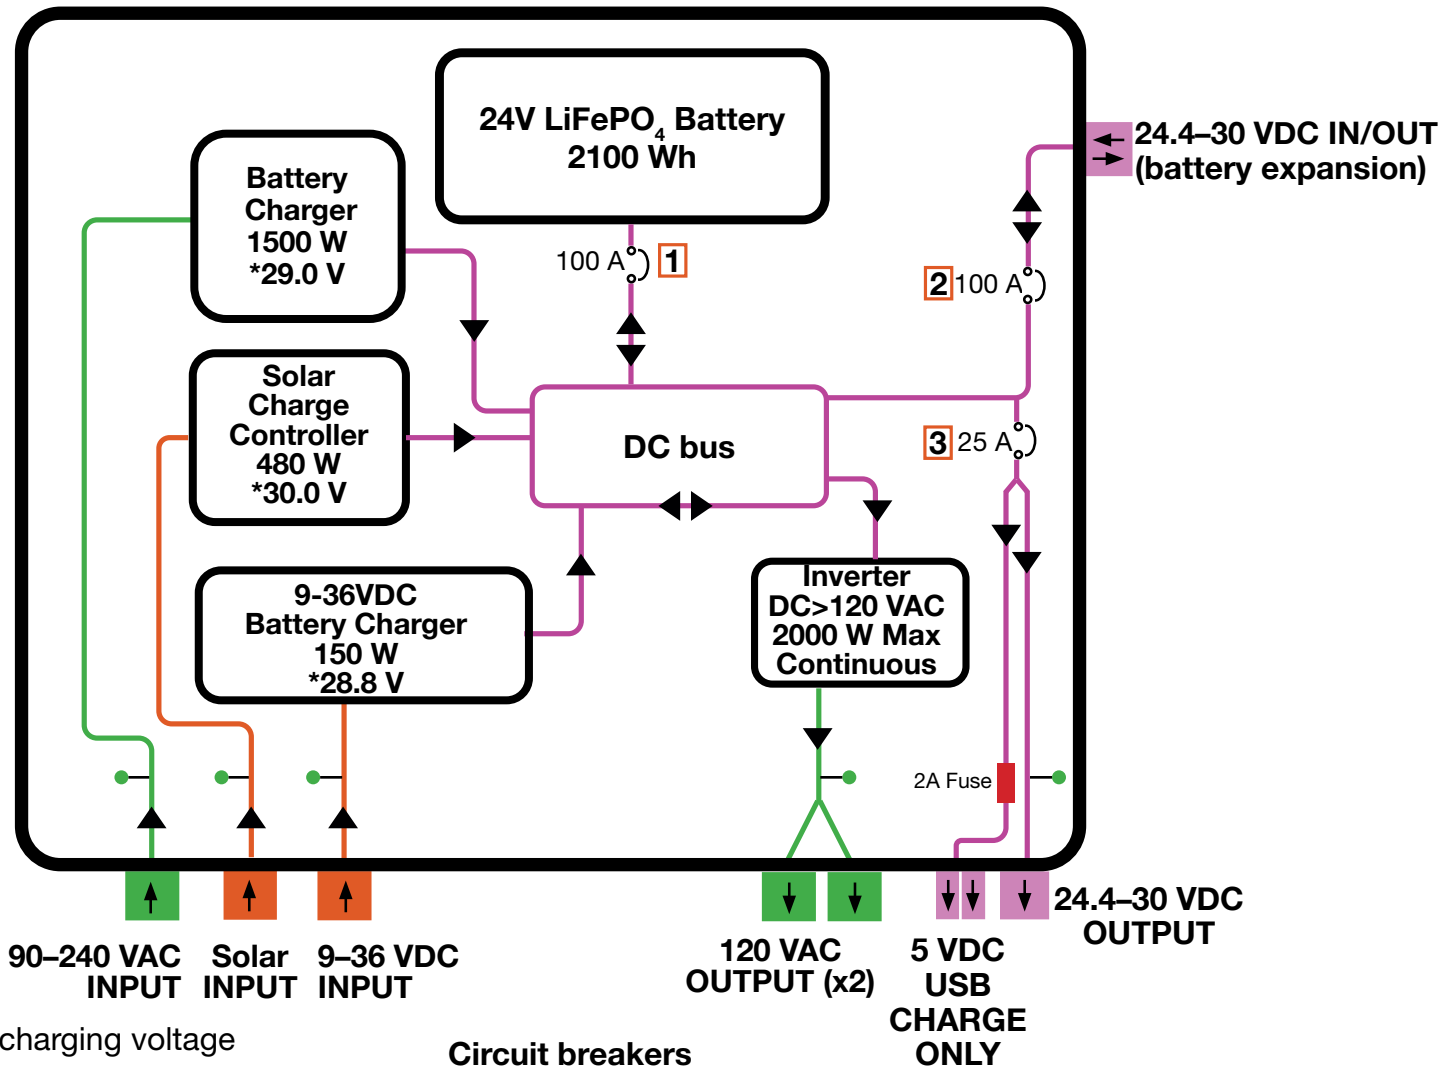 24V LiFePO4 Battery
2100 Wh
24.4–30 VDC IN/OUT
(battery expansion)
Battery
Charger
1500 W
*29.0 V
100 A
1
2
100 A
Solar
Charge
Controller
480 W
*30.0 V
DC bus
3
25 A
9-36VDC
Battery Charger
150 W
*28.8 V
Inverter
DC>120 VAC
2000 W Max
Continuous
2A Fuse
90–240 VAC
INPUT
Solar
INPUT
9–36 VDC
INPUT
120 VAC
OUTPUT (x2)
5 VDC
USB
CHARGE
ONLY
24.4–30 VDC
OUTPUT
charging voltage
Circuit breakers